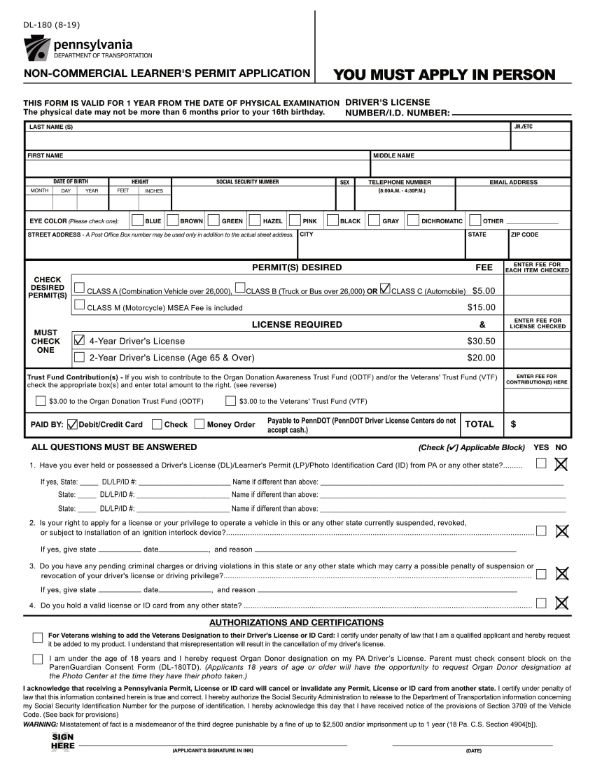 DL-180 (8-19)
pennsylvania
DEPARTMENT OF TRANSPORTATION
NON-COMMERCIAL LEARNER'S PERMIT APPLICATION
YOU MUST APPLY IN PERSON
THIS FORM IS VALID FOR 1 YEAR FROM THE DATE OF PHYSICAL EXAMINATION
The physical date may not be more than 6 months prior to your 16th birthday.
DRIVER'S LICENSE
NUMBER/I.D. NUMBER:
LAST NAME (S) JR./ETC
FIRST NAME MIDDLE NAME
DATE OF BIRTH HEIGHT SOCIAL SECURITY NUMBER SEX TELEPHONE NUMBER EMAIL ADDRESS
MONTH DAY YEAR FEET INCHES (8:00A.M. - 4:30P.M.)
EYE COLOR (Please check one): BLUE BROWN GREEN HAZEL PINK BLACK GRAY DICHROMATIC OTHER
STREET ADDRESS - A Post Office Box number may be used only in addition to the actual street address. CITY STATE ZIP CODE
PERMIT(S) DESIRED FEE ENTER FEE FOR
EACH ITEM CHECKED
CHECK
DESIRED
PERMIT(S)
CLASS A (Combination Vehicle over 26,000), CLASS B (Truck or Bus over 26,000) OR CLASS C (Automobile) $5.00
CLASS M (Motorcycle) MSEA Fee is included $15.00
LICENSE REQUIRED & ENTER FEE FOR
LICENSE CHECKED
MUST
CHECK
ONE
4-Year Driver's License $30.50
2-Year Driver's License (Age 65 & Over) $20.00
Trust Fund Contribution(s) - If you wish to contribute to the Organ Donation Awareness Trust Fund (ODTF) and/or the Veterans' Trust Fund (VTF)
check the appropriate box(s) and enter total amount to the right. (see reverse)
ENTER FEE FOR
CONTRIBUTION(S) HERE
$3.00 to the Organ Donation Trust Fund (ODTF) $3.00 to the Veterans' Trust Fund (VTF)
PAID BY: Debit/Credit Card Check Money Order
Payable to PennDOT (PennDOT Driver License Centers do not
accept cash.)
TOTAL $
ALL QUESTIONS MUST BE ANSWERED (Check [✓] Applicable Block) YES NO
1. Have you ever held or possessed a Driver's License (DL)/Learner's Permit (LP)/Photo Identification Card (ID) from PA or any other state?
If yes, State: DL/LP/ID #: Name if different than above:
State: DL/LP/ID #: Name if different than above:
State: DL/LP/ID #: Name if different than above:
2. Is your right to apply for a license or your privilege to operate a vehicle in this or any other state currently suspended, revoked,
or subject to installation of an ignition interlock device?
If yes, give state date , and reason
3. Do you have any pending criminal charges or driving violations in this state or any other state which may carry a possible penalty of suspension or
revocation of your driver's license or driving privilege?
If yes, give state date , and reason
4. Do you hold a valid license or ID card from any other state?
AUTHORIZATIONS AND CERTIFICATIONS
For Veterans wishing to add the Veterans Designation to their Driver's License or ID Card: I certify under penalty of law that I am a qualified applicant and hereby request
it be added to my product. I understand that misrepresentation will result in the cancellation of my driver's license.
I am under the age of 18 years and I hereby request Organ Donor designation on my PA Driver's License. Parent must check consent block on the
ParenGuardian Consent Form (DL-180TD). (Applicants 18 years of age or older will have the opportunity to request Organ Donor designation at
the Photo Center at the time they have their photo taken.)
I acknowledge that receiving a Pennsylvania Permit, License or ID card will cancel or invalidate any Permit, License or ID card from another state. I certify under penalty of
law that this information contained herein is true and correct. I hereby authorize the Social Security Administration to release to the Department of Transportation information concerning
my Social Security Identification Number for the purpose of identification. I hereby acknowledge this day that I have received notice of the provisions of Section 3709 of the Vehicle
Code. (See back for provisions)
WARNING: Misstatement of fact is a misdemeanor of the third degree punishable by a fine of up to $2,500 and/or imprisonment up to 1 year (18 Pa. C.S. Section 4904[b]).
SIGN
HERE
(APPLICANT'S SIGNATURE IN INK) (DATE)